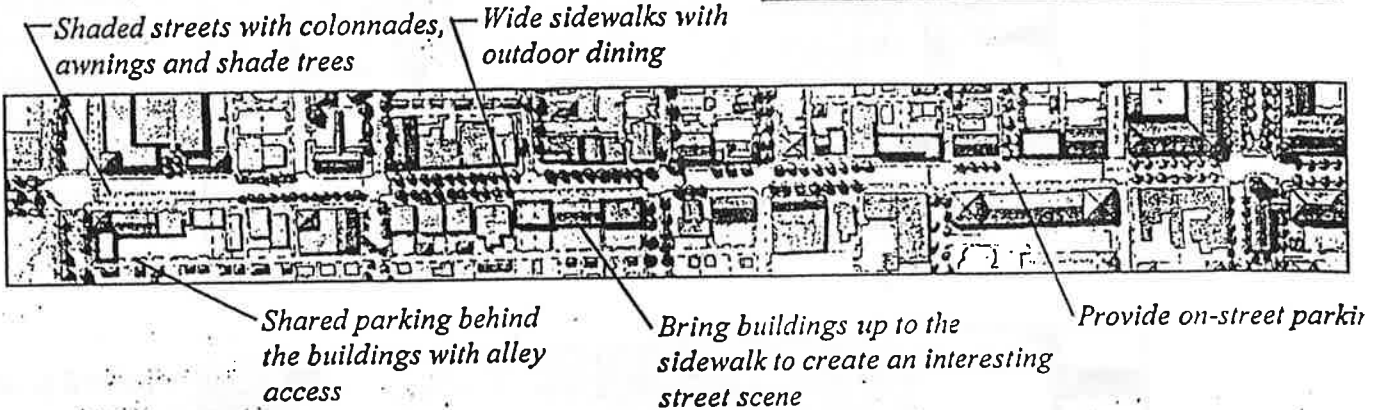 Shaded streets with colonnades,
awnings and shade trees
Wide sidewalks with
outdoor dining
Shared parking behind
the buildings with alley
access
Bring buildings up to the
sidewalk to create an interesting
street scene
Provide on-street parkin